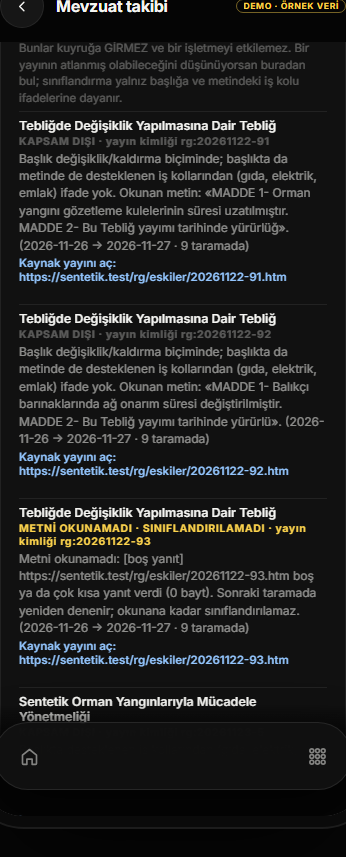 Mevzuat takibi
DEMO · ÖRNEK VERİ
Bunlar kuyruğa GİRMEZ ve bir işletmeyi etkilemez. Bir
yayının atlanmış olabileceğini düşünüyorsan buradan
bul; sınıflandırma yalnız başlığa ve metindeki iş kolu
ifadelerine dayanır.
Tebliğde Değişiklik Yapılmasına Dair Tebliğ
KAPSAM DIŞI · yayın kimliği rg:20261122-91
Başlık değişiklik/kaldırma biçiminde; başlıkta da
metinde de desteklenen iş kollarından (gıda, elektrik,
emlak) ifade yok. Okunan metin: «MADDE 1- Orman
yangını gözetleme kulelerinin süresi uzatılmıştır.
MADDE 2- Bu Tebliğ yayımı tarihinde yürürlüğ».
(2026-11-26 → 2026-11-27 · 9 taramada)
Kaynak yayını aç:
https://sentetik.test/rg/eskiler/20261122-91.htm
Tebliğde Değişiklik Yapılmasına Dair Tebliğ
KAPSAM DIŞI · yayın kimliği rg:20261122-92
Başlık değişiklik/kaldırma biçiminde; başlıkta da
metinde de desteklenen iş kollarından (gıda, elektrik,
emlak) ifade yok. Okunan metin: «MADDE 1- Balıkçı
barınaklarında ağ onarım süresi değiştirilmiştir.
MADDE 2- Bu Tebliğ yayımı tarihinde yürürlü». (2026-
11-26 → 2026-11-27 · 9 taramada)
Kaynak yayını aç:
https://sentetik.test/rg/eskiler/20261122-92.htm
Tebliğde Değişiklik Yapılmasına Dair Tebliğ
METNİ OKUNAMADI · SINIFLANDIRILAMADI · yayın
kimliği rg:20261122-93
Metni okunamadı: [boş yanıt]
https://sentetik.test/rg/eskiler/20261122-93.htm boş
ya da çok kısa yanıt verdi (0 bayt). Sonraki taramada
yeniden denenir; okunana kadar sınıflandırılamaz.
(2026-11-26 → 2026-11-27 · 9 taramada)
Kaynak yayını aç:
https://sentetik.test/rg/eskiler/20261122-93.htm
Sentetik Orman Yangınlarıyla Mücadele
Yönetmeliği